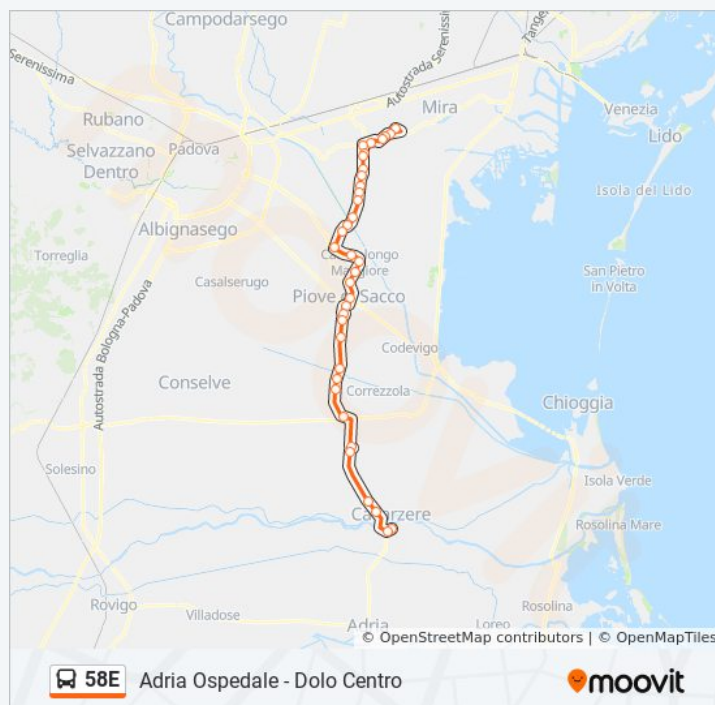 Campodarsego
Serenissima
Autostrada Serenissima
Tange
Mira
Rubano
Venezia
Selvazzano
Dentro
Padova
Lido
Isola del Lido
Albignasego
Torreglia
Maggiore
San Pietro
in Volta
Casalserugo
Piove di Sacco
Autostrada Bologna-Padova
Codevigo
Conselve
Correzzola
Chioggia
Solesino
Isola Verde
Cavarzere
Rosolina Mare
Rovigo
Villadose
Rosolina
Adria
Loreo
© OpenStreetMap contributors | © OpenMapTiles
58E
Adria Ospedale - Dolo Centro
moovit